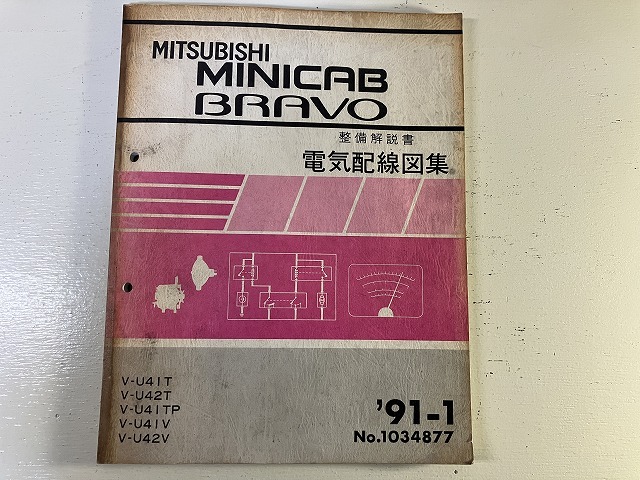 MITSUBISHI
MINICAB
BRAVO
整備解説書
電気配線図集
V-U41T
V-U42T
V-U41TP
V-U41V
V-U42V
'91-1
No.1034877